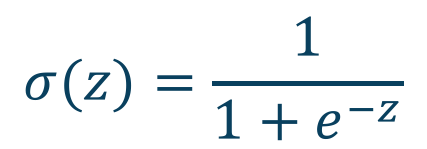 σ(z) = 1 / (1 + e^{-z})